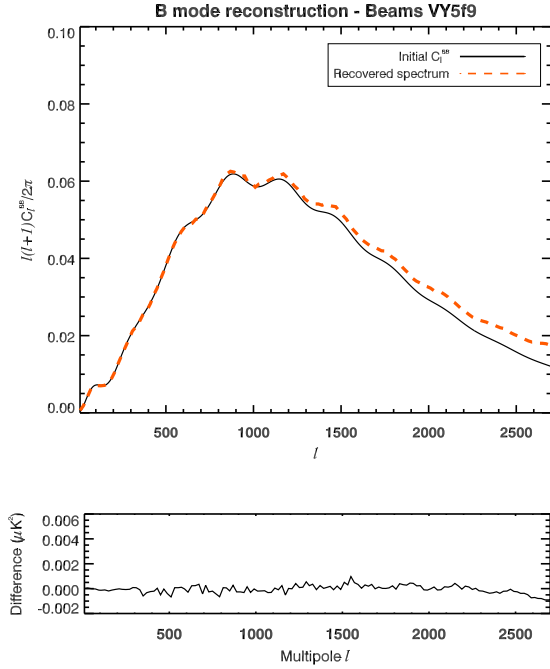 B mode reconstruction - Beams VY5f9
Initial C_l^BB
Recovered spectrum
l(l+1)C_l^BB/2π
0.10
0.08
0.06
0.04
0.02
0.00
500 1000 1500 2000 2500
l
Difference (μK²)
0.006
0.004
0.002
0.000
-0.002
500 1000 1500 2000 2500
Multipole l